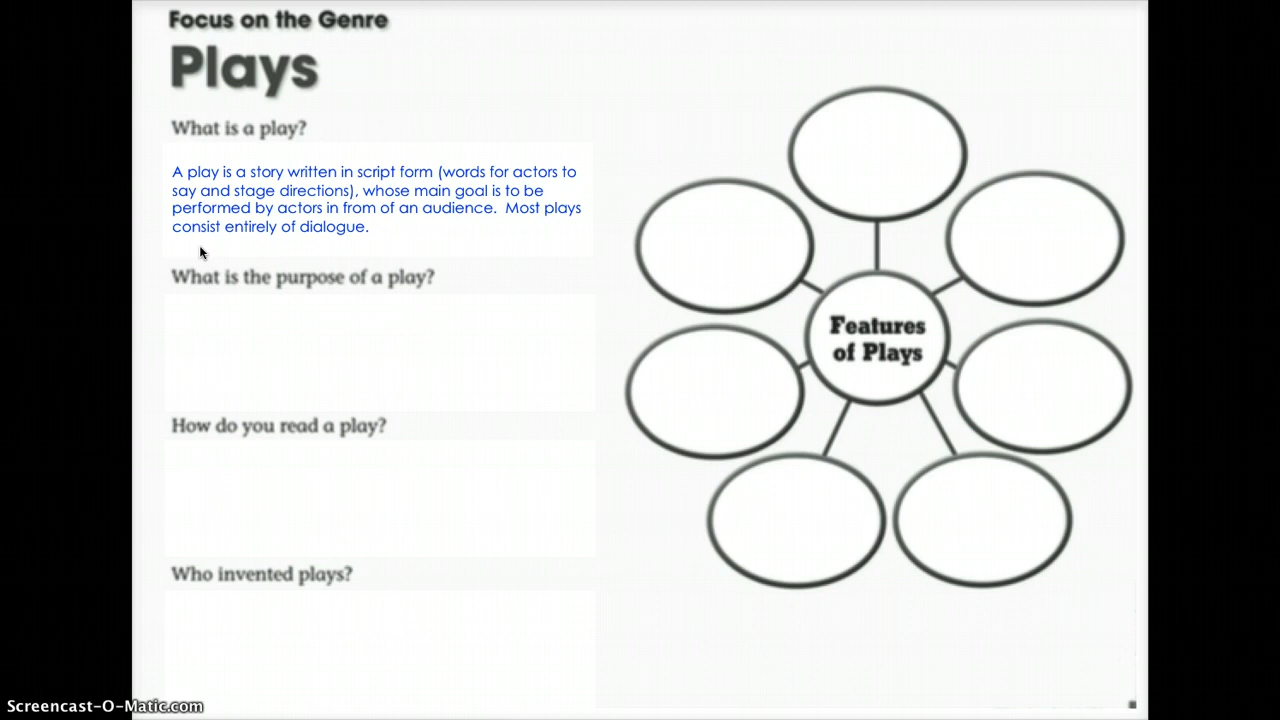 Focus on the Genre
Plays
What is a play?
A play is a story written in script form (words for actors to
say and stage directions), whose main goal is to be
performed by actors in from of an audience.  Most plays
consist entirely of dialogue.
What is the purpose of a play?
How do you read a play?
Who invented plays?
Features
of Plays
Screencast-O-Matic.com